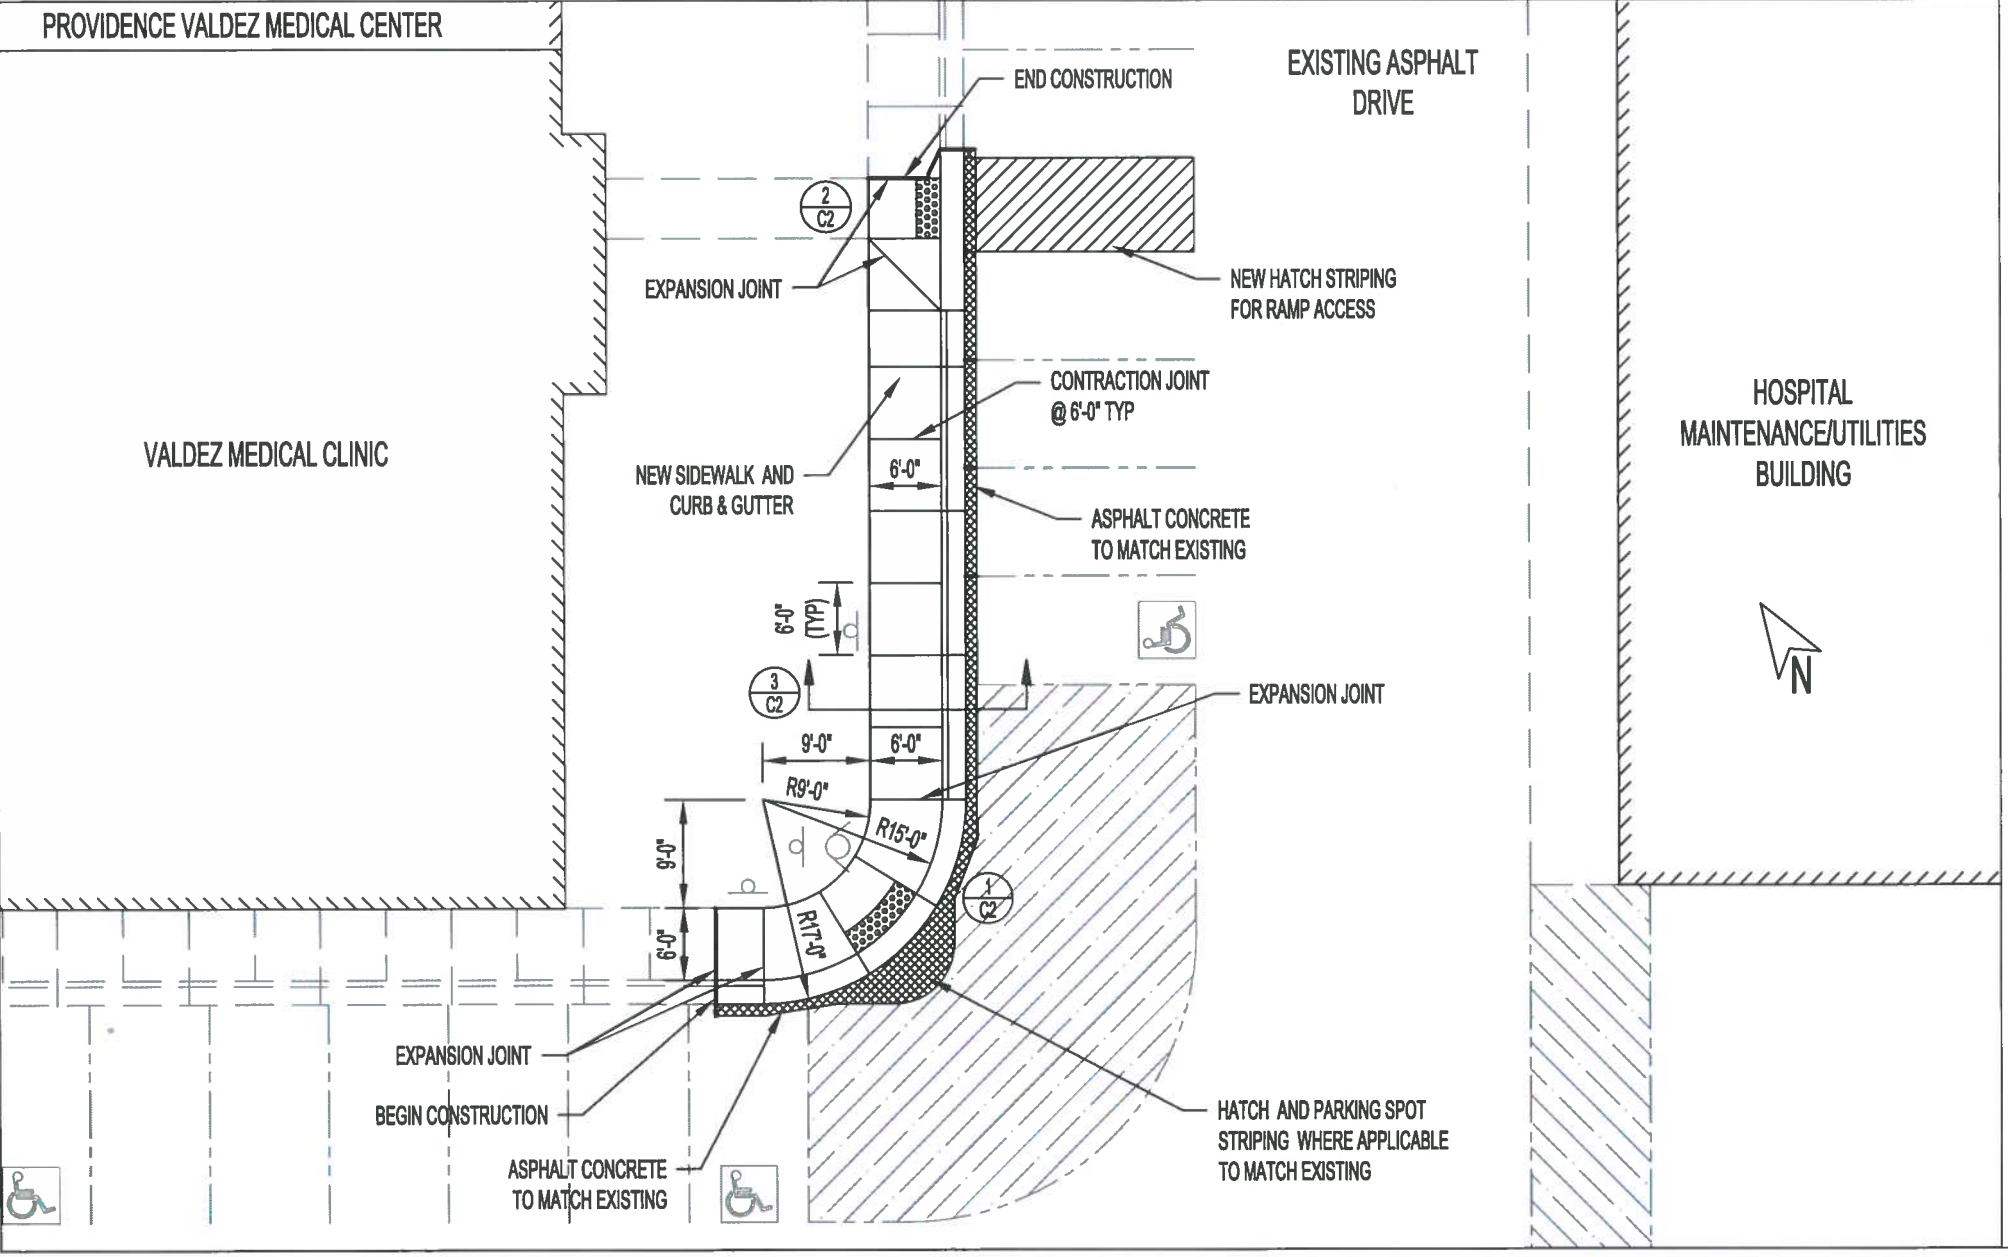 PROVIDENCE VALDEZ MEDICAL CENTER
EXISTING ASPHALT
DRIVE
END CONSTRUCTION
2
C2
EXPANSION JOINT
NEW HATCH STRIPING
FOR RAMP ACCESS
CONTRACTION JOINT
@ 6'-0" TYP
HOSPITAL
MAINTENANCE/UTILITIES
BUILDING
VALDEZ MEDICAL CLINIC
NEW SIDEWALK AND
CURB & GUTTER
6'-0"
ASPHALT CONCRETE
TO MATCH EXISTING
6'-0"
(TYP)
N
3
C2
EXPANSION JOINT
9'-0"
6'-0"
R9'-0"
R15'-0"
9'-0"
1
C2
R17'-0"
6'-0"
EXPANSION JOINT
BEGIN CONSTRUCTION
HATCH AND PARKING SPOT
STRIPING WHERE APPLICABLE
TO MATCH EXISTING
ASPHALT CONCRETE
TO MATCH EXISTING